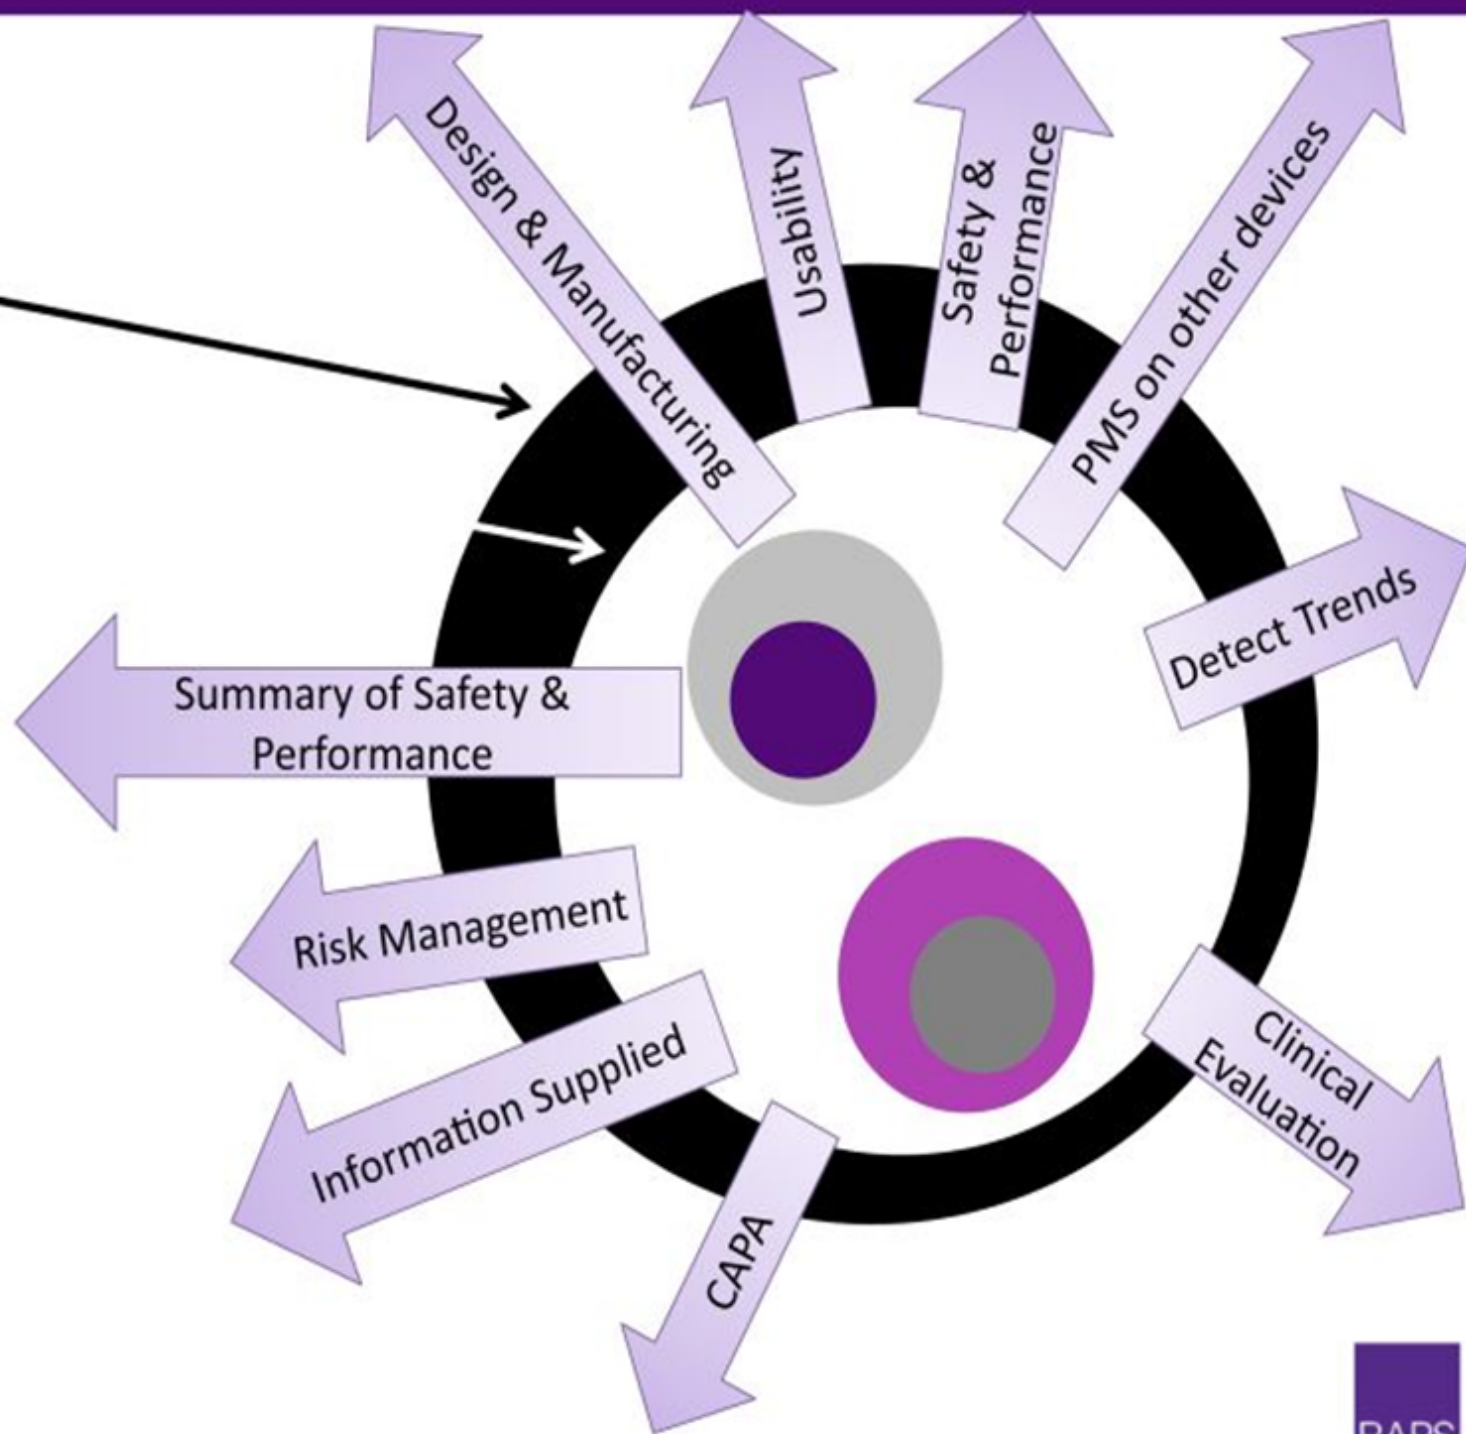 Design & Manufacturing
Usability
Safety &
Performance
PMS on other devices
Detect Trends
Summary of Safety &
Performance
Risk Management
Information Supplied
Clinical
Evaluation
CAPA
RAPS